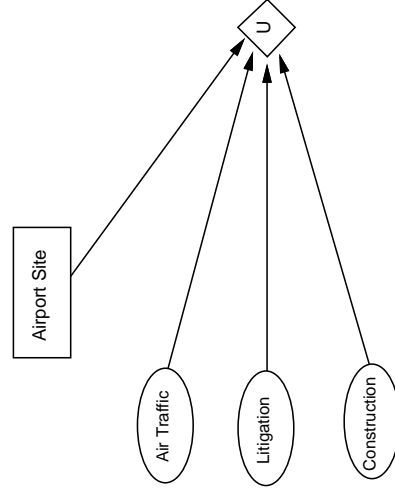 Airport Site
Air Traffic
Litigation
Construction
U